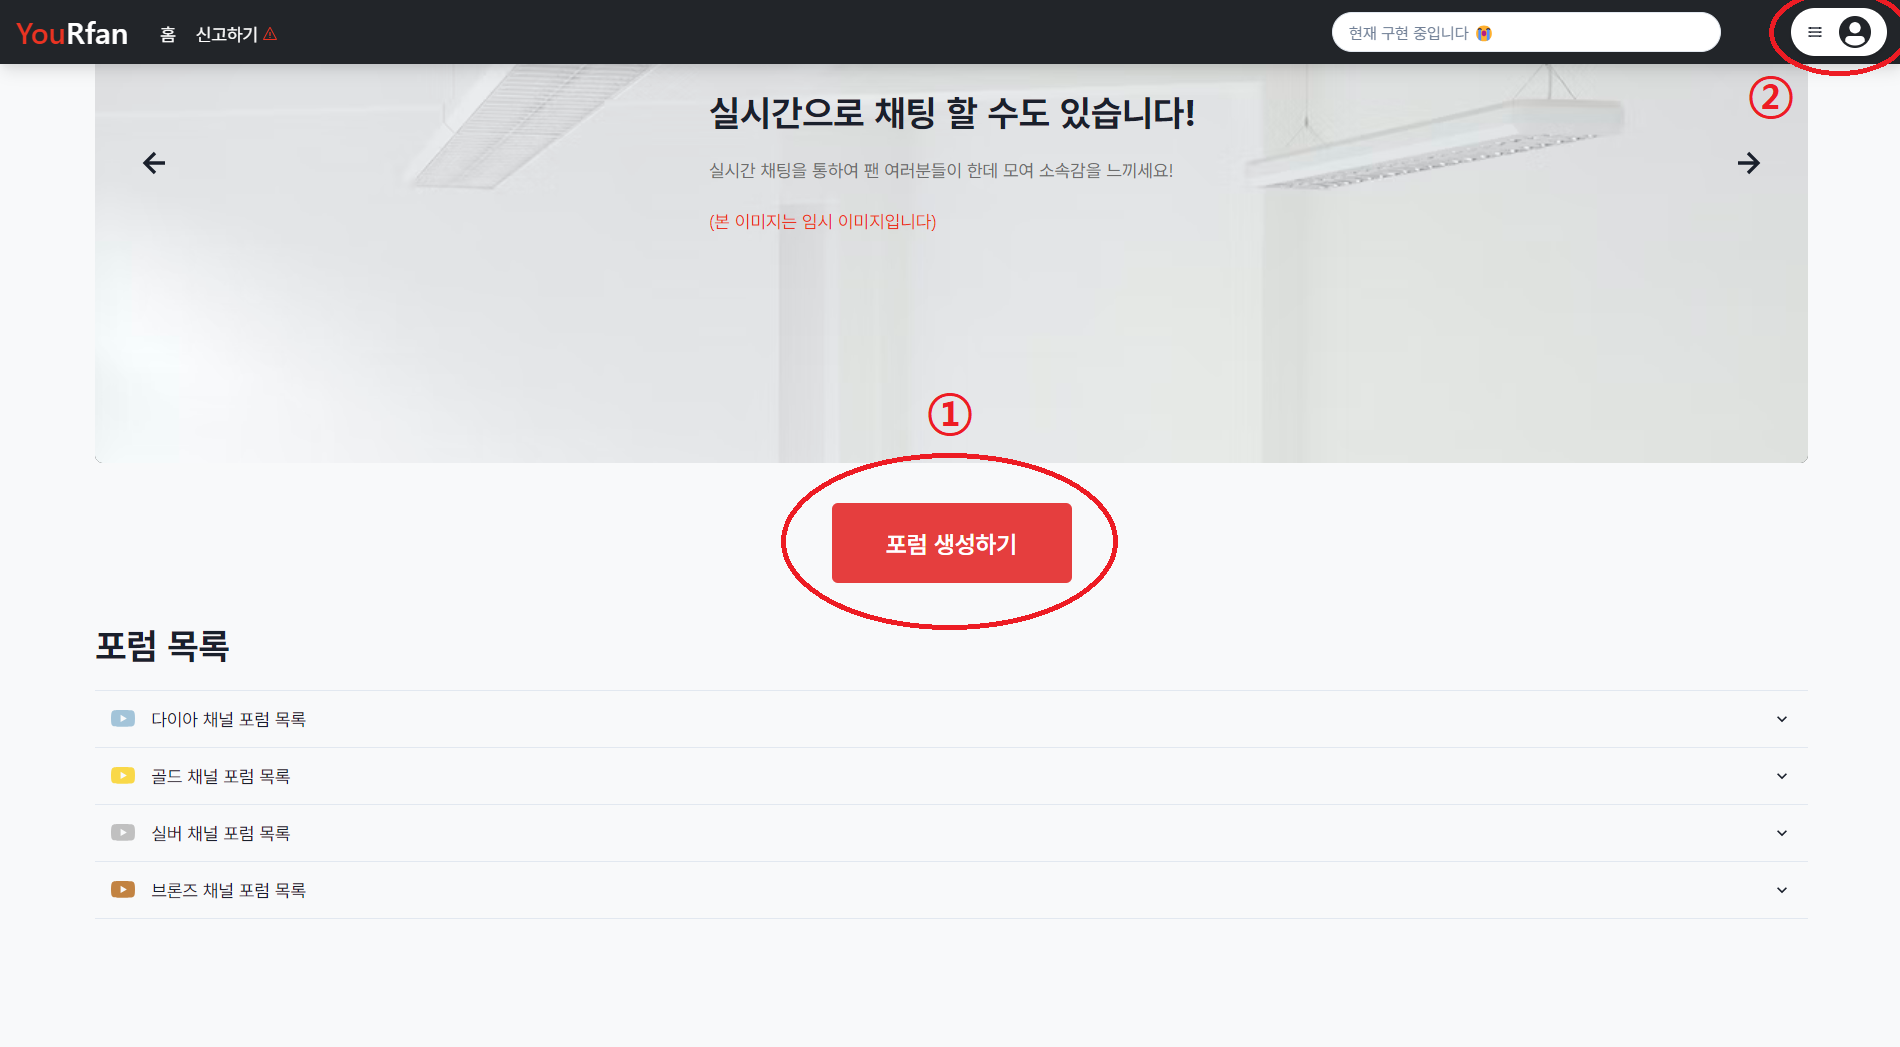 YouRfan
홈
신고하기
현재 구현 중입니다 😭
②
실시간으로 채팅 할 수도 있습니다!
실시간 채팅을 통하여 팬 여러분들이 한데 모여 소속감을 느끼세요!
(본 이미지는 임시 이미지입니다)
①
포럼 생성하기
포럼 목록
다이아 채널 포럼 목록
골드 채널 포럼 목록
실버 채널 포럼 목록
브론즈 채널 포럼 목록